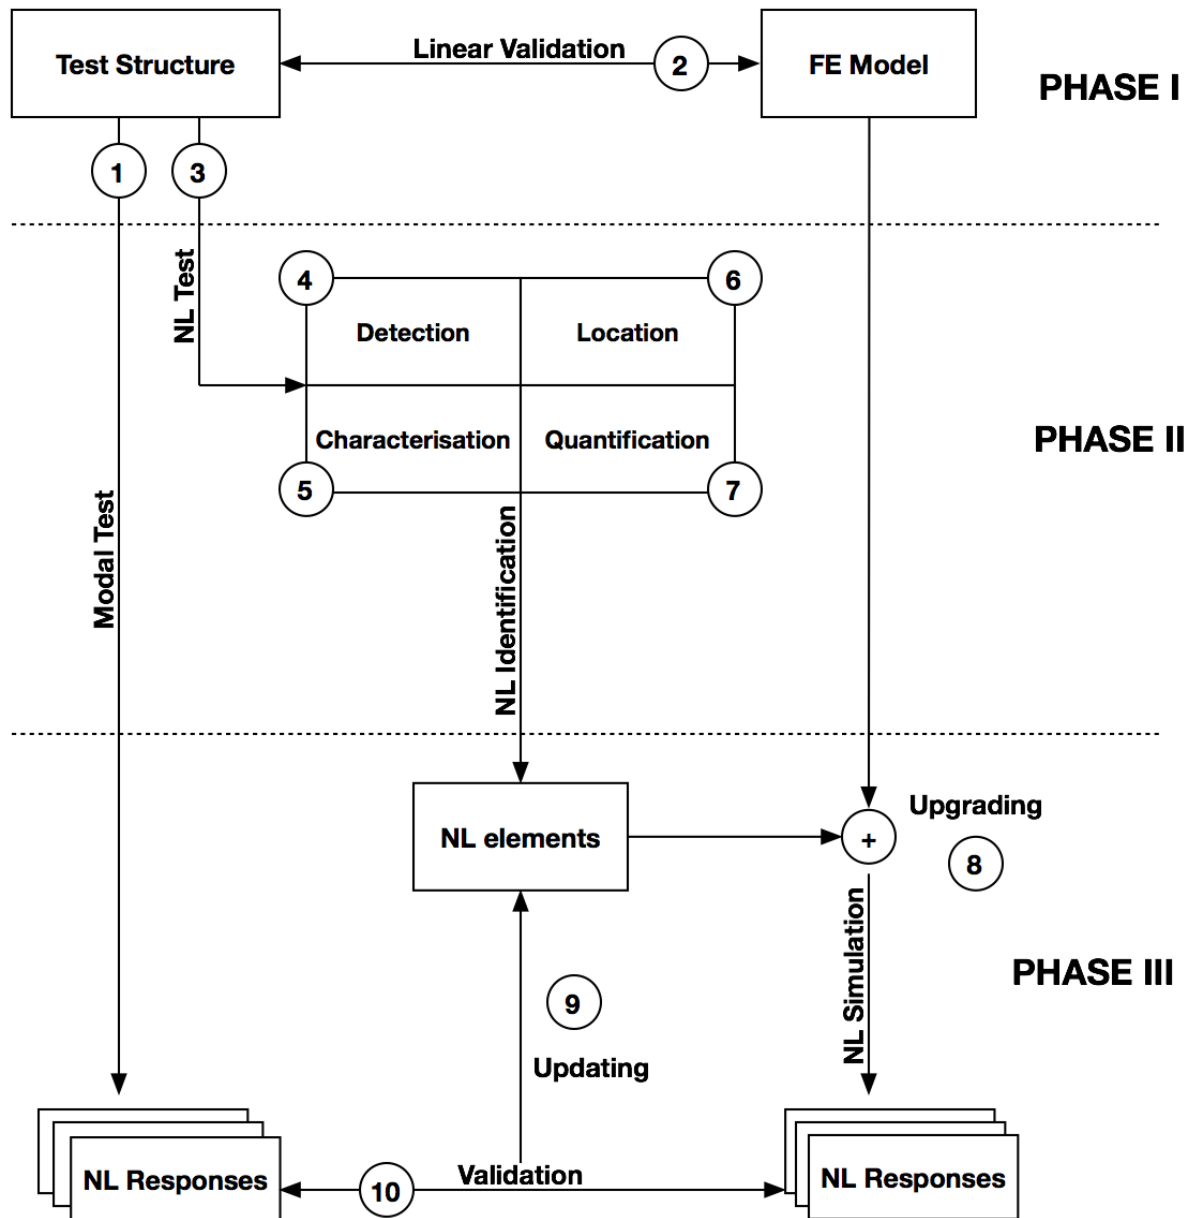 Test Structure
Linear Validation
2
FE Model
PHASE I
1
3
NL Test
4
6
Detection
Location
Characterisation
Quantification
PHASE II
5
7
Modal Test
NL Identification
NL elements
+
Upgrading
8
NL Simulation
PHASE III
9
Updating
NL Responses
10
Validation
NL Responses